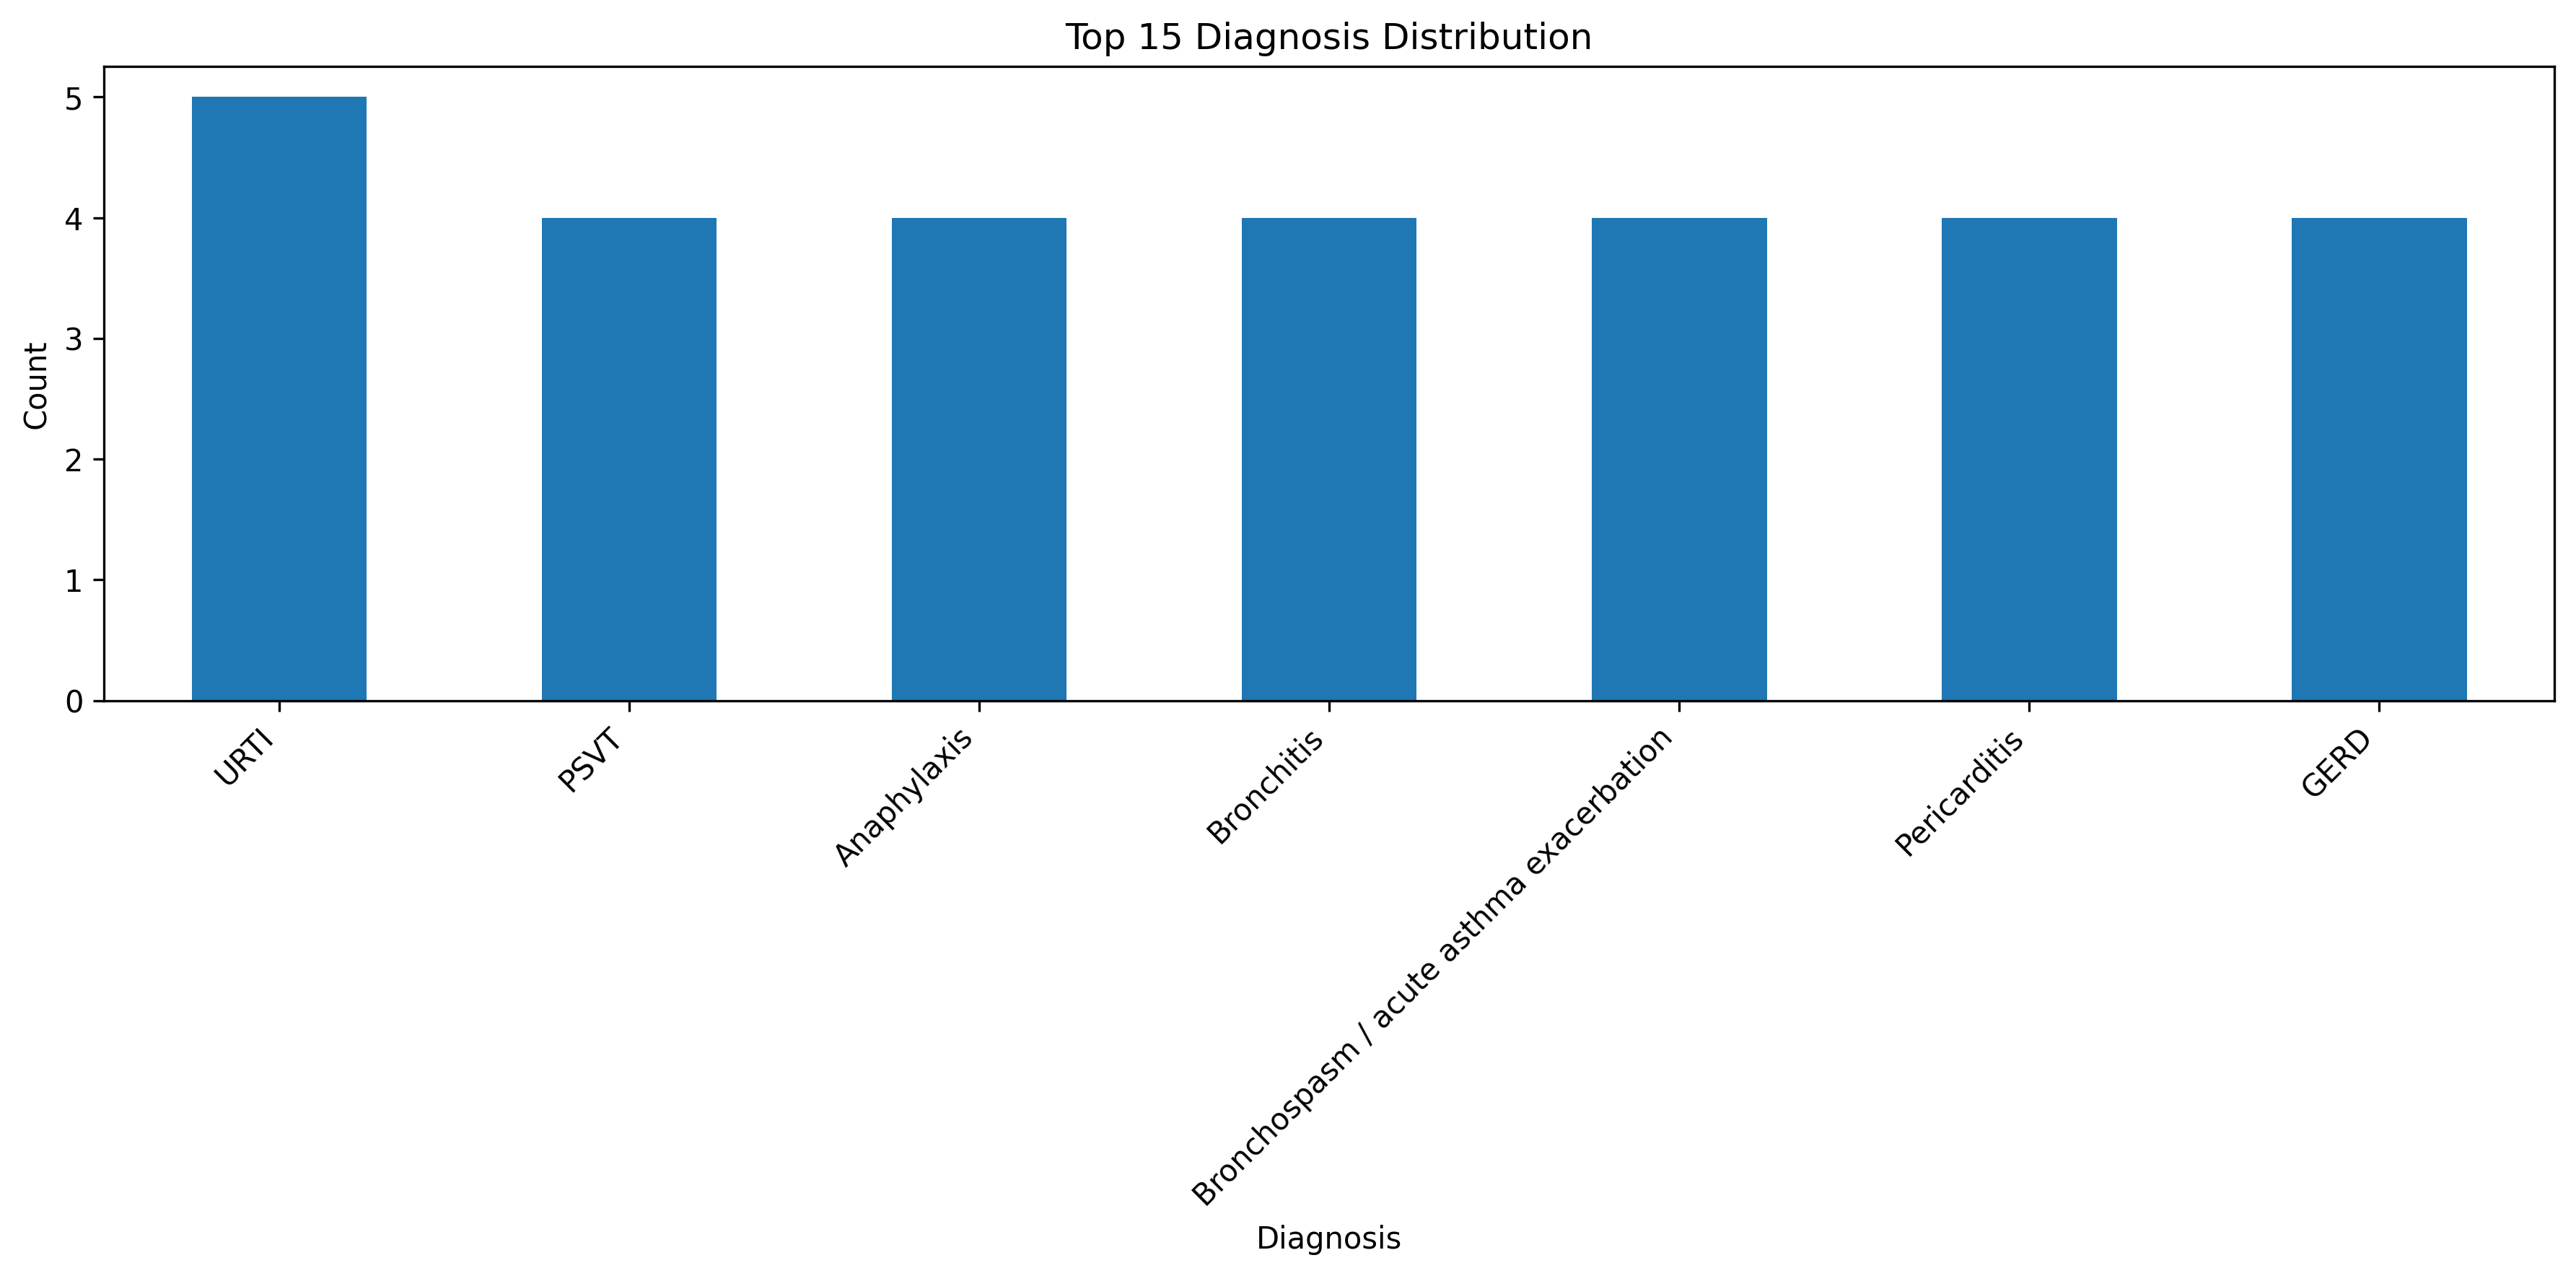 Top 15 Diagnosis Distribution
Count
5
4
3
2
1
0
URTI
PSVT
Anaphylaxis
Bronchitis
Bronchospasm / acute asthma exacerbation
Pericarditis
GERD
Diagnosis